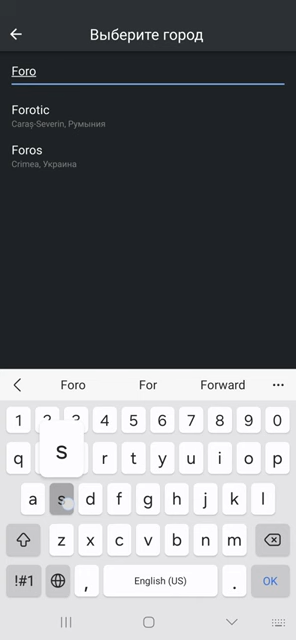 Выберите город
Foro
Forotic
Caraș-Severin, Румыния
Foros
Crimea, Украина
Foro For Forward
1 2 3 4 5 6 7 8 9 0
q s r t y u i o p
a s d f g h j k l
z x c v b n m
!#1 , English (US) . OK